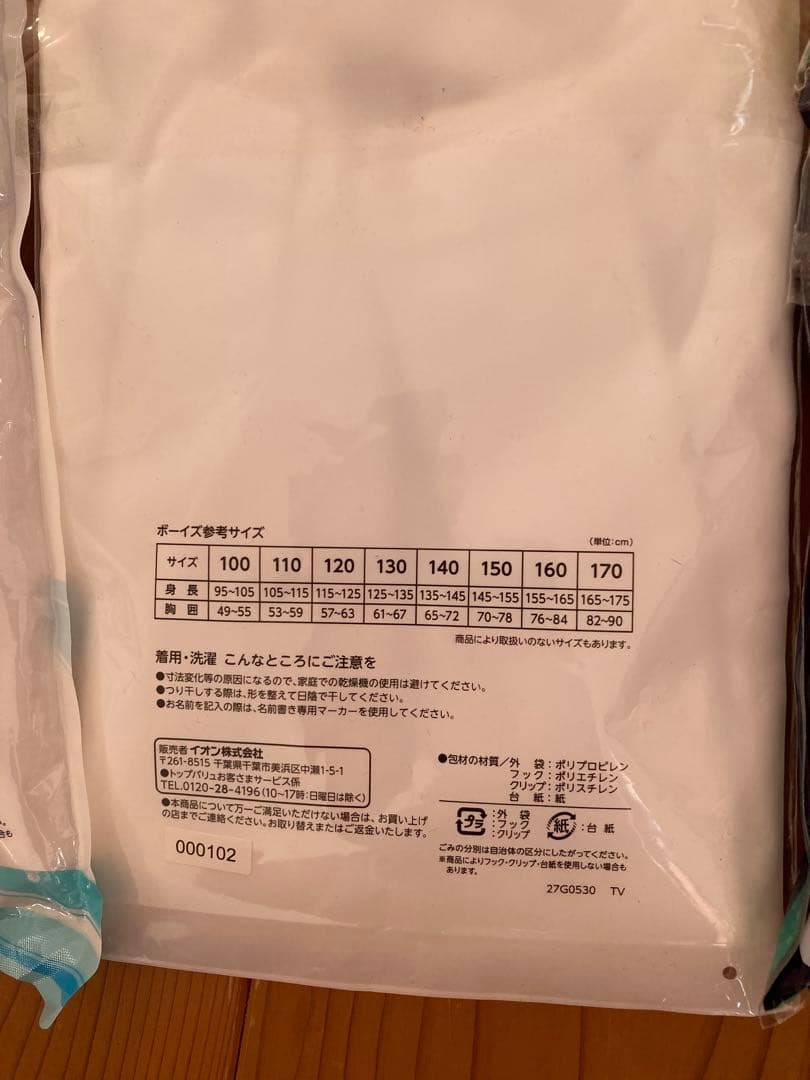 ボーイズ参考サイズ
(単位:cm)
サイズ 100 110 120 130 140 150 160 170
身長 95~105 105~115 115~125 125~135 135~145 145~155 155~165 165~175
胸囲 49~55 53~59 57~63 61~67 65~72 70~78 76~84 82~90
商品により取扱いのないサイズもあります。
着用・洗濯 こんなところにご注意を
●寸法変化等の原因になるので、家庭での乾燥機の使用は避けてください。
●つり干しする際は、形を整えて日陰で干してください。
●お名前を記入の際は、名前書き専用マーカーを使用してください。
販売者 イオン株式会社
〒261-8515 千葉県千葉市美浜区中瀬1-5-1
●トップバリュお客さまサービス係
TEL.0120-28-4196(10~17時:日曜日は除く)
●本商品について万一ご満足いただけない場合は、お買い上げ
の店までご連絡ください。お取り替えまたはご返金いたします。
000102
●包材の材質/外 袋:ポリプロピレン
フック:ポリエチレン
クリップ:ポリスチレン
台 紙:紙
プラ :外 袋
:フック
:クリップ
紙 :台 紙
ごみの分別は自治体の区分にしたがってください。
※商品によりフック・クリップ・台紙を使用しない場合も
あります。
27G0530 TV